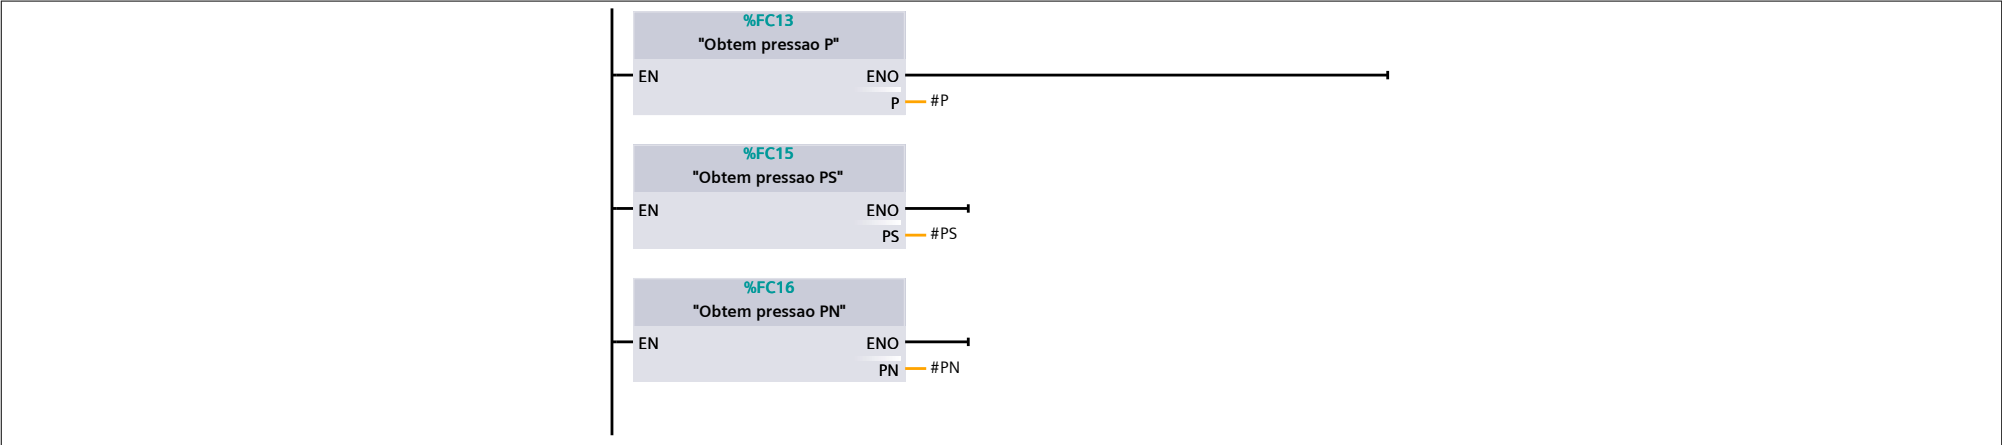 %FC13
"Obtem pressao P"
EN ENO
P #P
%FC15
"Obtem pressao PS"
EN ENO
PS #PS
%FC16
"Obtem pressao PN"
EN ENO
PN #PN